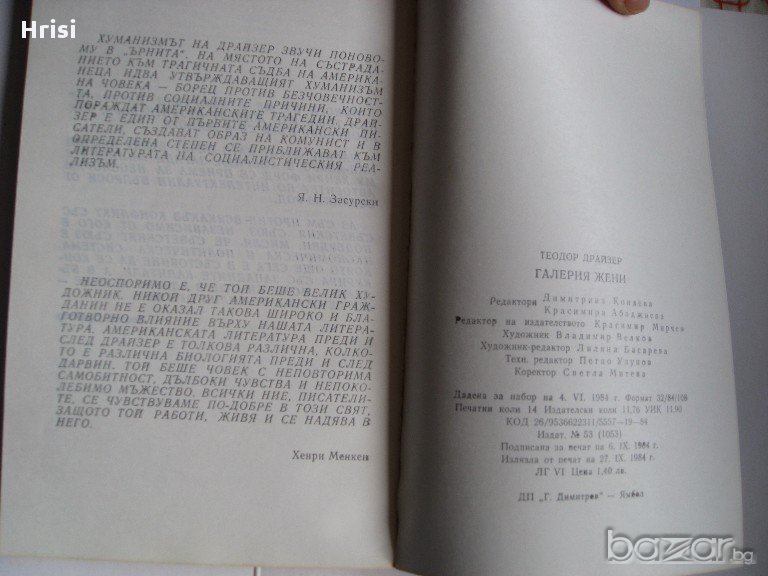 Hrisi
ХУМАНИЗМЪТ НА ДРАЙЗЕР ЗВУЧИ ПОНОВО-
МУ В „ЪРНИТА“. НА МЯСТОТО НА СЪСТРАДА-
НИЕТО КЪМ ТРАГИЧНАТА СЪДБА НА АМЕРИКА-
НЕЦА ИДВА УТВЪРЖДАВАЩИЯТ ХУМАНИЗЪМ
НА ЧОВЕКА — БОРЕЦ ПРОТИВ БЕЗЧОВЕЧНОСТ-
ТА, ПРОТИВ СОЦИАЛНИТЕ ПРИЧИНИ, КОИТО
ПОРАЖДАТ АМЕРИКАНСКИТЕ ТРАГЕДИИ. ДРАЙ-
ЗЕР Е ЕДИН ОТ ПЪРВИТЕ АМЕРИКАНСКИ ПИ-
САТЕЛИ, СЪЗДАВАТ ОБРАЗ НА КОМУНИСТ И В
ОПРЕДЕЛЕНА СТЕПЕН СЕ ПРИБЛИЖАВАТ КЪМ
ЛИТЕРАТУРАТА НА СОЦИАЛИСТИЧЕСКИЯ РЕА-
ЛИЗЪМ.
Я. Н. Засурски
НЕОСПОРИМО Е, ЧЕ ТОЙ БЕШЕ ВЕЛИК ХУ-
ДОЖНИК. НИКОЙ ДРУГ АМЕРИКАНСКИ ГРАЖ-
ДАНИН НЕ Е ОКАЗАЛ ТАКОВА ШИРОКО И БЛА-
ГОТВОРНО ВЛИЯНИЕ ВЪРХУ НАШАТА ЛИТЕРА-
ТУРА. АМЕРИКАНСКАТА ЛИТЕРАТУРА ПРЕДИ И
СЛЕД ДРАЙЗЕР Е ТОЛКОВА РАЗЛИЧНА, КОЛКО-
ТО Е РАЗЛИЧНА БИОЛОГИЯТА ПРЕДИ И СЛЕД
ДАРВИН. ТОЙ БЕШЕ ЧОВЕК С НЕПОВТОРИМА
САМОБИТНОСТ, ДЪЛБОКИ ЧУВСТВА И НЕПОКО-
ЛЕБИМО МЪЖЕСТВО. ВСИЧКИ НИЕ, ПИСАТЕЛИ-
ТЕ, СЕ ЧУВСТВУВАМЕ ПО-ДОБРЕ В ТОЗИ СВЯТ,
ЗАЩОТО ТОЙ РАБОТИ, ЖИВЯ И СЕ НАДЯВА В
НЕГО.
Хенри Менкен
ТЕОДОР ДРАЙЗЕР
ГАЛЕРИЯ ЖЕНИ
Редактори Димитрина Кондева
Красимира Абаджиева
Редактор на издателството Красимир Мирчев
Художник Владимир Велков
Художник-редактор Лиляна Басарева
Техн. редактор Петко Узунов
Коректор Светла Митева
Дадена за набор на 4. VI. 1984 г. Формат 32/84/108
Печатни коли 14 Издателски коли 11,76 УИК 11,90
КОД 26/9536622311/5557—19—84
Издат. № 53 (1053)
Подписана за печат на 6. IX. 1984 г.
Излязла от печат на 27. IX. 1984 г.
ЛГ VI Цена 1,40 лв.
ДП „Г. Димитров“ — Ямбол
bazar.bg